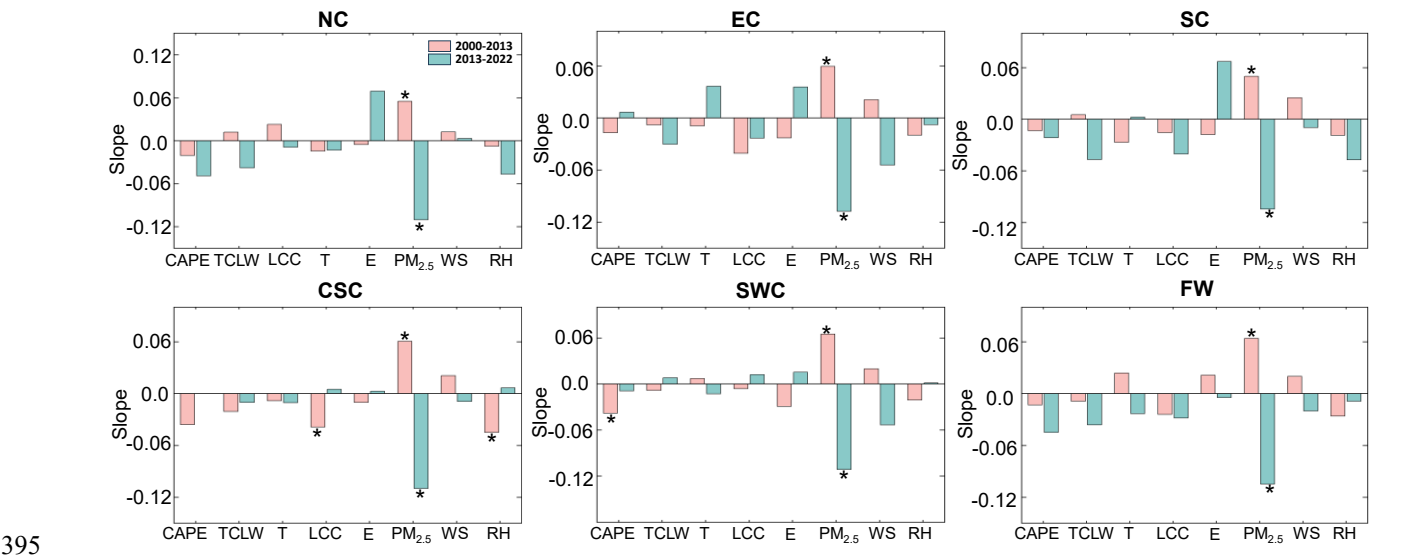 NC
EC
SC
2000-2013
2013-2022
0.12
0.06
0.0
-0.06
-0.12
Slope
CAPE TCLW LCC T E PM2.5 WS RH
*
*
0.06
0.0
-0.06
-0.12
Slope
CAPE TCLW T LCC E PM2.5 WS RH
*
*
0.06
0.0
-0.06
-0.12
Slope
CAPE TCLW T LCC E PM2.5 WS RH
*
*
CSC
SWC
FW
0.06
0.0
-0.06
-0.12
Slope
CAPE TCLW T LCC E PM2.5 WS RH
*
*
*
*
0.06
0.0
-0.06
-0.12
Slope
CAPE TCLW T LCC E PM2.5 WS RH
*
*
*
0.06
0.0
-0.06
-0.12
Slope
CAPE TCLW T LCC E PM2.5 WS RH
*
*
395